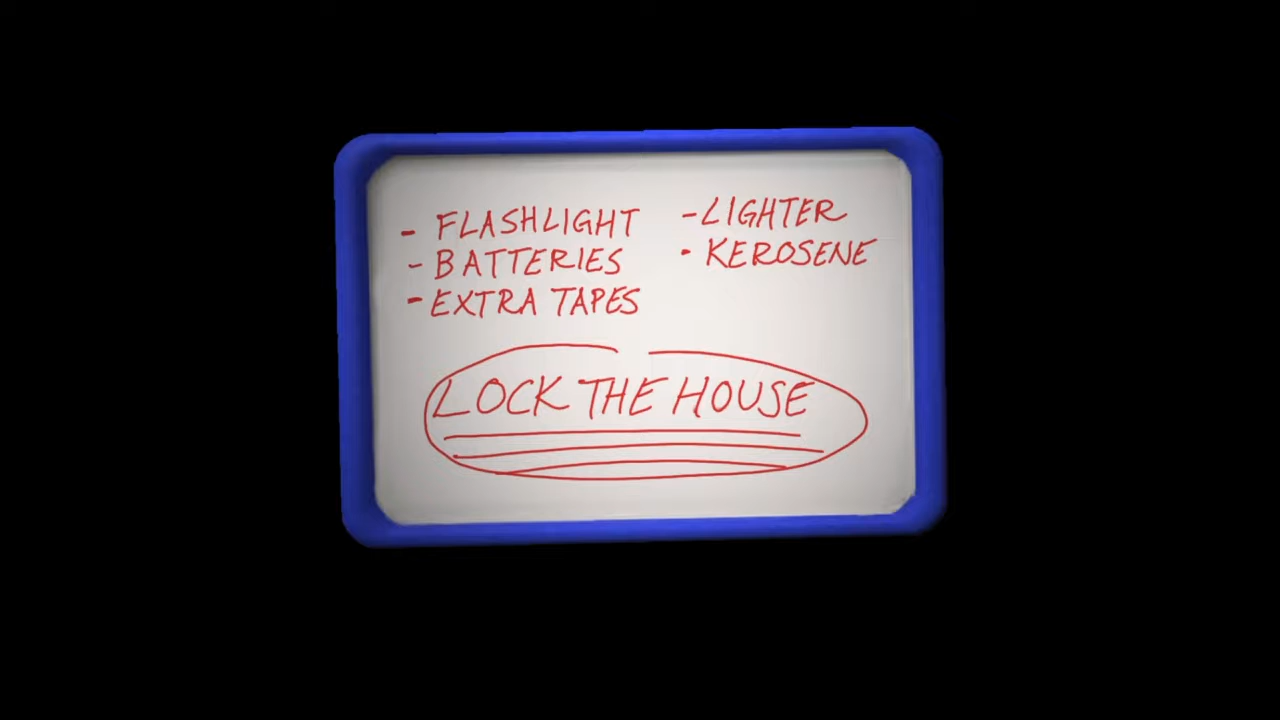 - FLASHLIGHT
- BATTERIES
- EXTRA TAPES
- LIGHTER
- KEROSENE
LOCK THE HOUSE